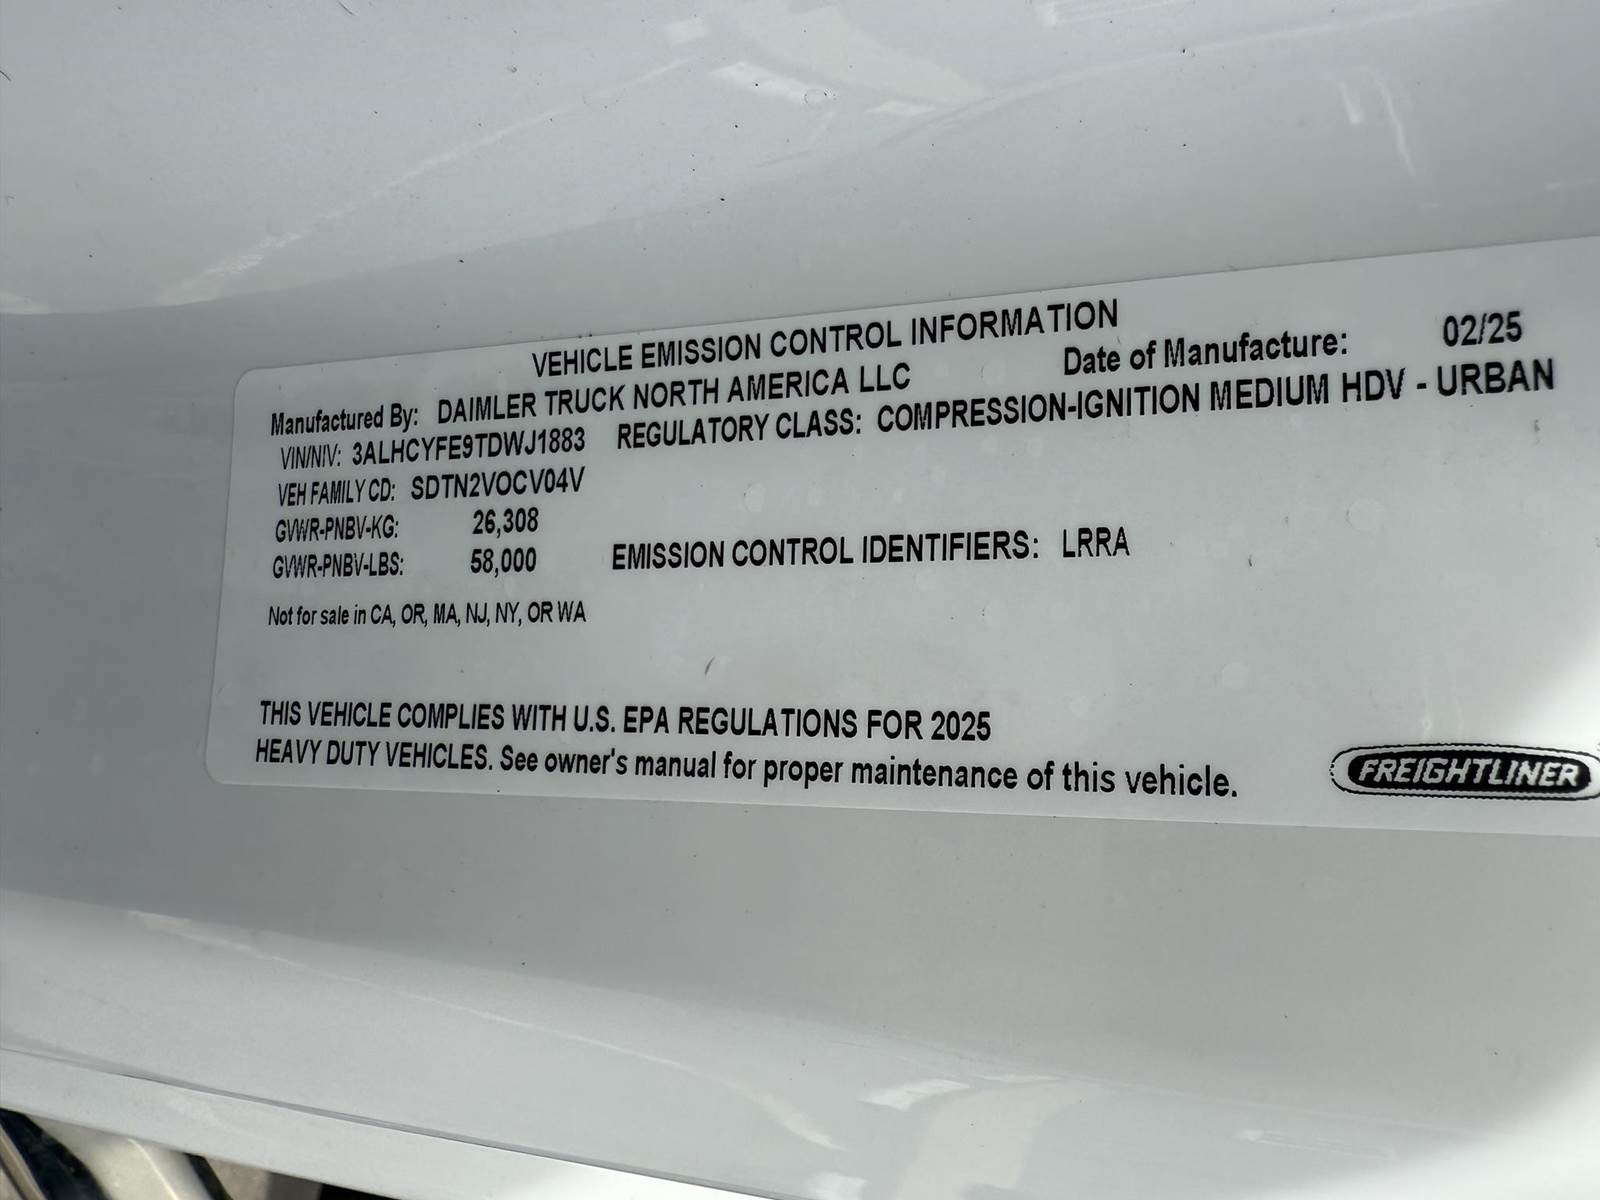 VEHICLE EMISSION CONTROL INFORMATION
Manufactured By: DAIMLER TRUCK NORTH AMERICA LLC Date of Manufacture: 02/25
VIN/NIV: 3ALHCYFE9TDWJ1883 REGULATORY CLASS: COMPRESSION-IGNITION MEDIUM HDV - URBAN
VEH FAMILY CD: SDTN2VOCV04V
GVWR-PNBV-KG: 26,308
GVWR-PNBV-LBS: 58,000 EMISSION CONTROL IDENTIFIERS: LRRA
Not for sale in CA, OR, MA, NJ, NY, OR WA
THIS VEHICLE COMPLIES WITH U.S. EPA REGULATIONS FOR 2025
HEAVY DUTY VEHICLES. See owner's manual for proper maintenance of this vehicle.
FREIGHTLINER